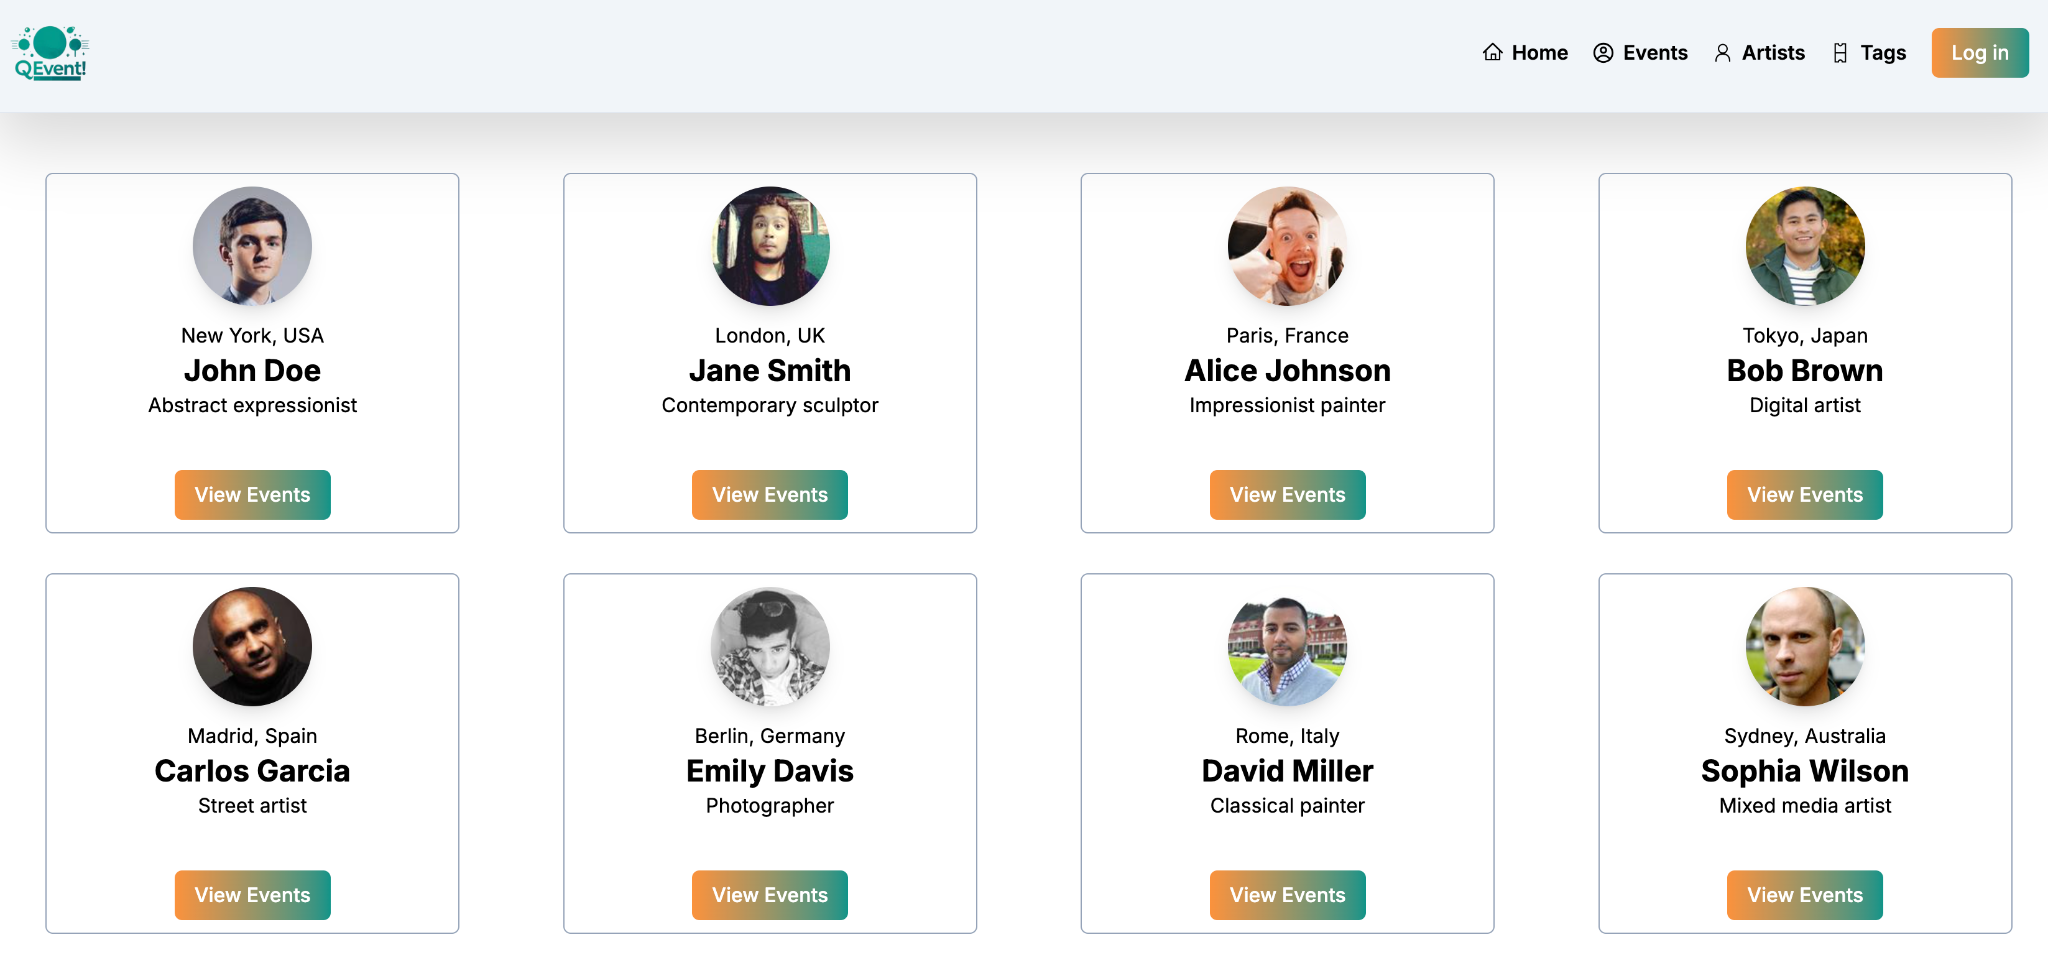 QEvent!
Home
Events
Artists
Tags
Log in
New York, USA
John Doe
Abstract expressionist
View Events
London, UK
Jane Smith
Contemporary sculptor
View Events
Paris, France
Alice Johnson
Impressionist painter
View Events
Tokyo, Japan
Bob Brown
Digital artist
View Events
Madrid, Spain
Carlos Garcia
Street artist
View Events
Berlin, Germany
Emily Davis
Photographer
View Events
Rome, Italy
David Miller
Classical painter
View Events
Sydney, Australia
Sophia Wilson
Mixed media artist
View Events